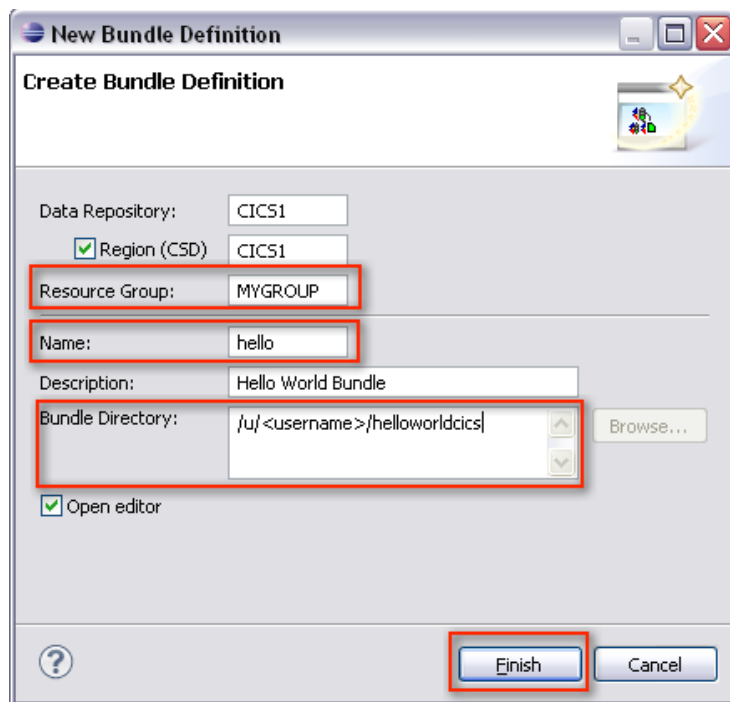 New Bundle Definition
Create Bundle Definition
Data Repository: CICS1
Region (CSD) CICS1
Resource Group: MYGROUP
Name: hello
Description: Hello World Bundle
Bundle Directory: /u/<username>/helloworldcics
Browse...
Open editor
? Finish Cancel